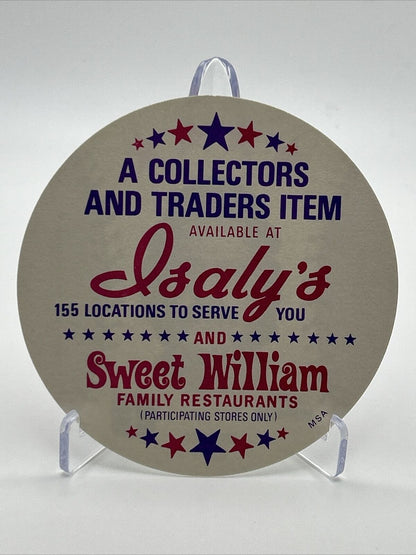 A COLLECTORS
AND TRADERS ITEM
AVAILABLE AT
Isaly's
155 LOCATIONS TO SERVE YOU
AND
Sweet William
FAMILY RESTAURANTS
(PARTICIPATING STORES ONLY)
MSA